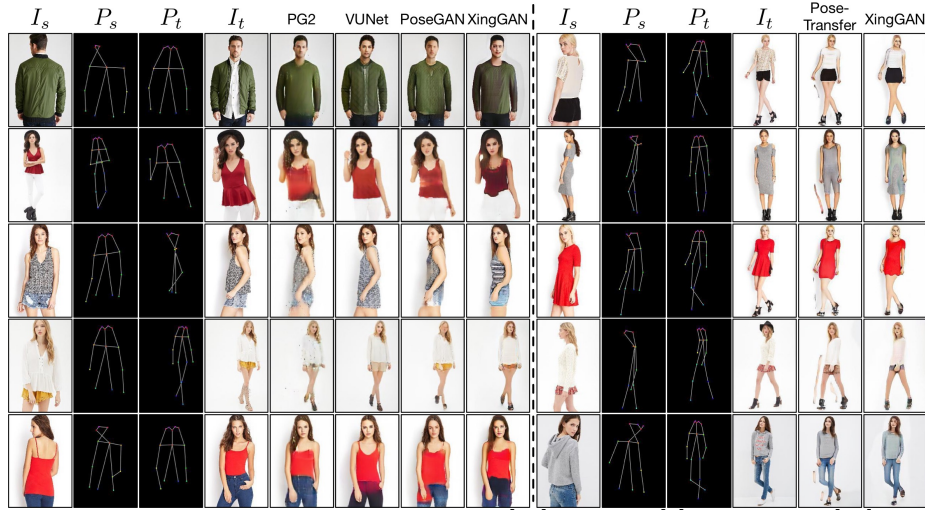 I_s P_s P_t I_t PG2 VUNet PoseGAN XingGAN I_s P_s P_t I_t Pose-Transfer XingGAN